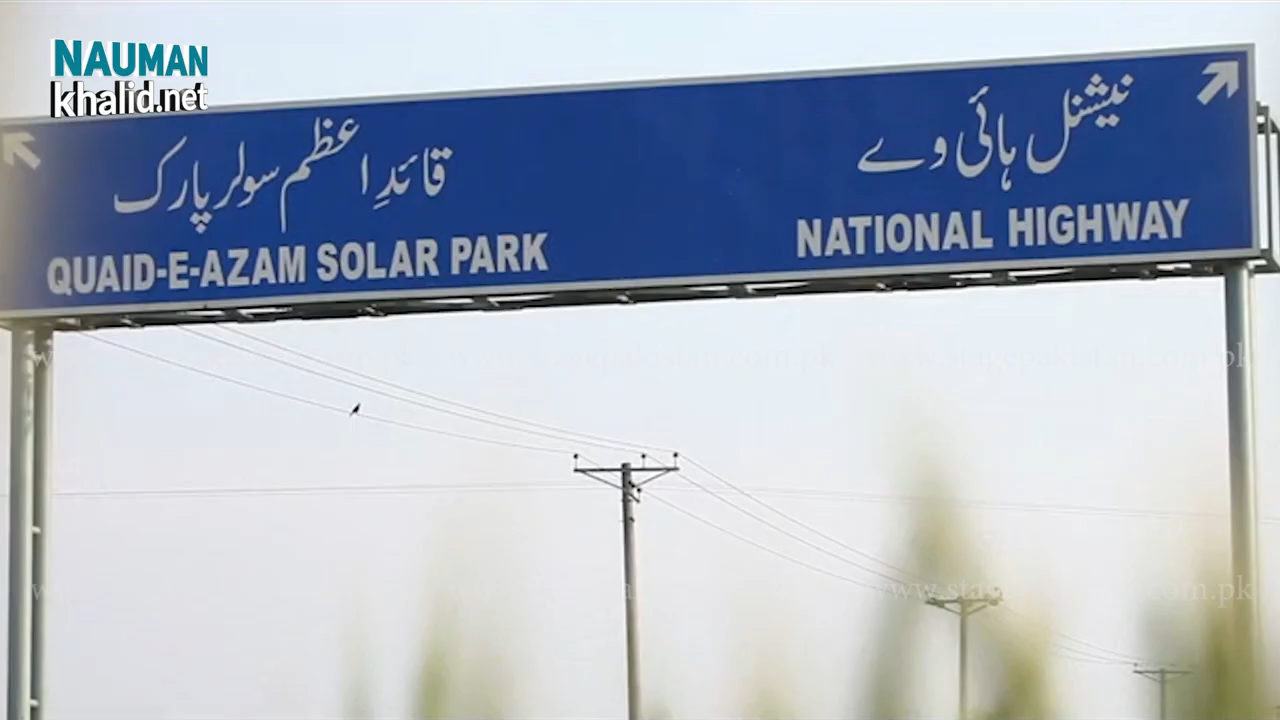 NAUMAN
khalid.net
قائدِ اعظم سولر پارک
QUAID-E-AZAM SOLAR PARK
نیشنل ہائی وے
NATIONAL HIGHWAY